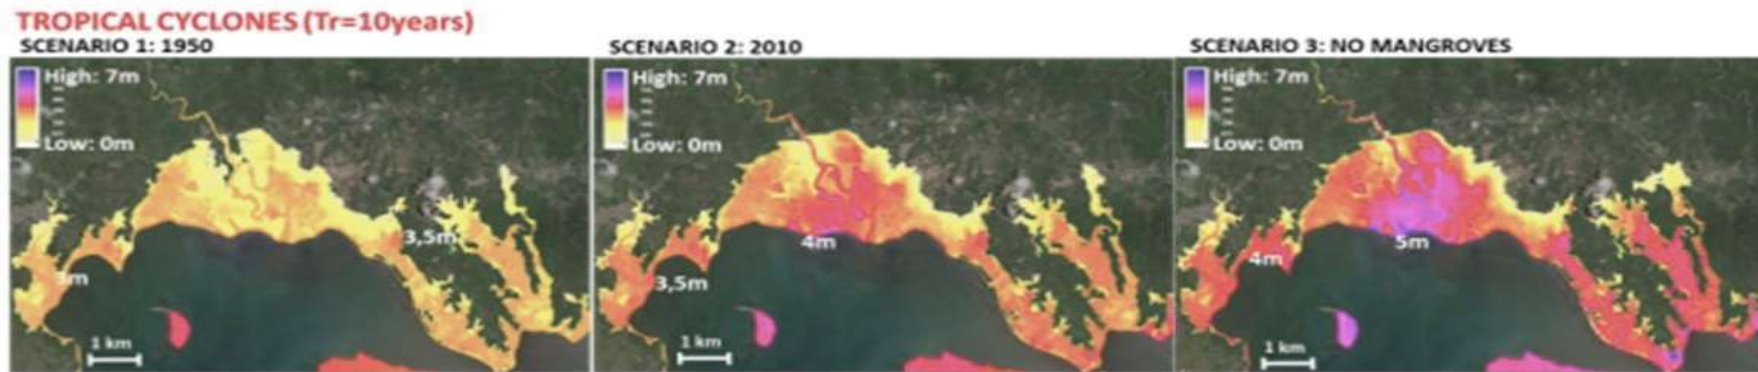 TROPICAL CYCLONES (Tr=10years)
SCENARIO 1: 1950
High: 7m
Low: 0m
3,5m
3m
1 km
SCENARIO 2: 2010
High: 7m
Low: 0m
4m
3,5m
1 km
SCENARIO 3: NO MANGROVES
High: 7m
Low: 0m
5m
4m
1 km